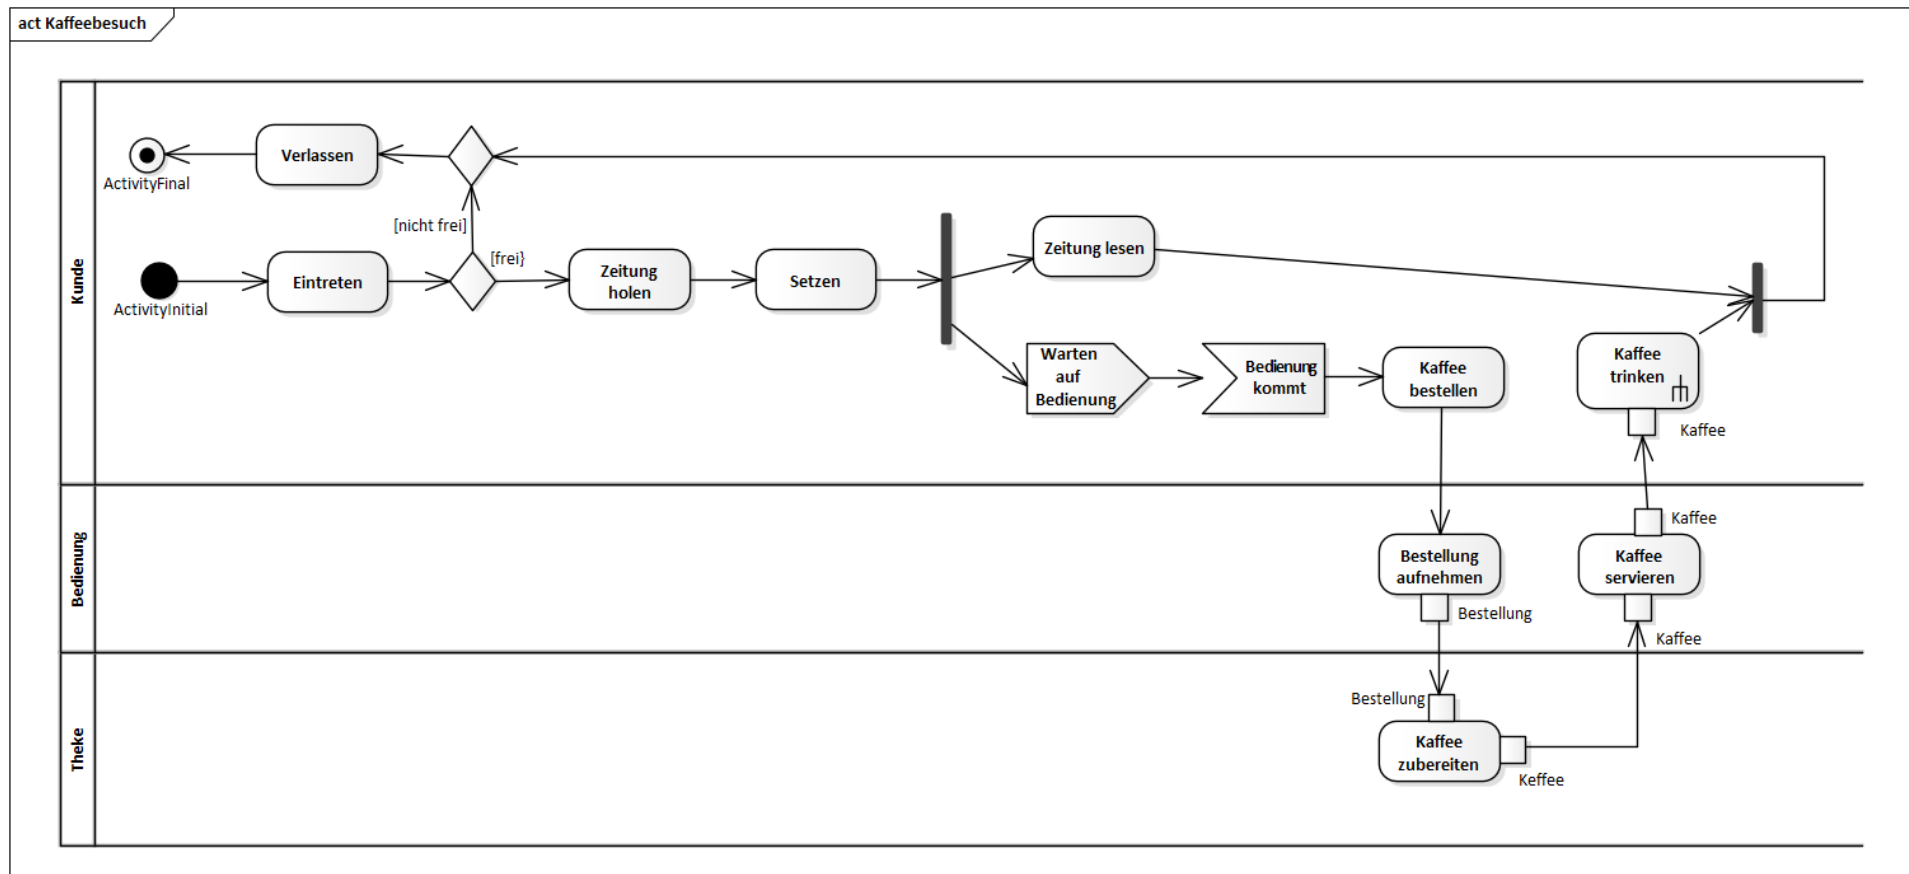 act Kaffeebesuch
Kunde
Verlassen
ActivityFinal
[nicht frei]
[frei}
Eintreten
ActivityInitial
Zeitung
holen
Setzen
Zeitung lesen
Warten
auf
Bedienung
Bedienung
kommt
Kaffee
bestellen
Kaffee
trinken
Kaffee
Bedienung
Bestellung
aufnehmen
Bestellung
Kaffee
Kaffee
servieren
Kaffee
Theke
Bestellung
Kaffee
zubereiten
Keffee